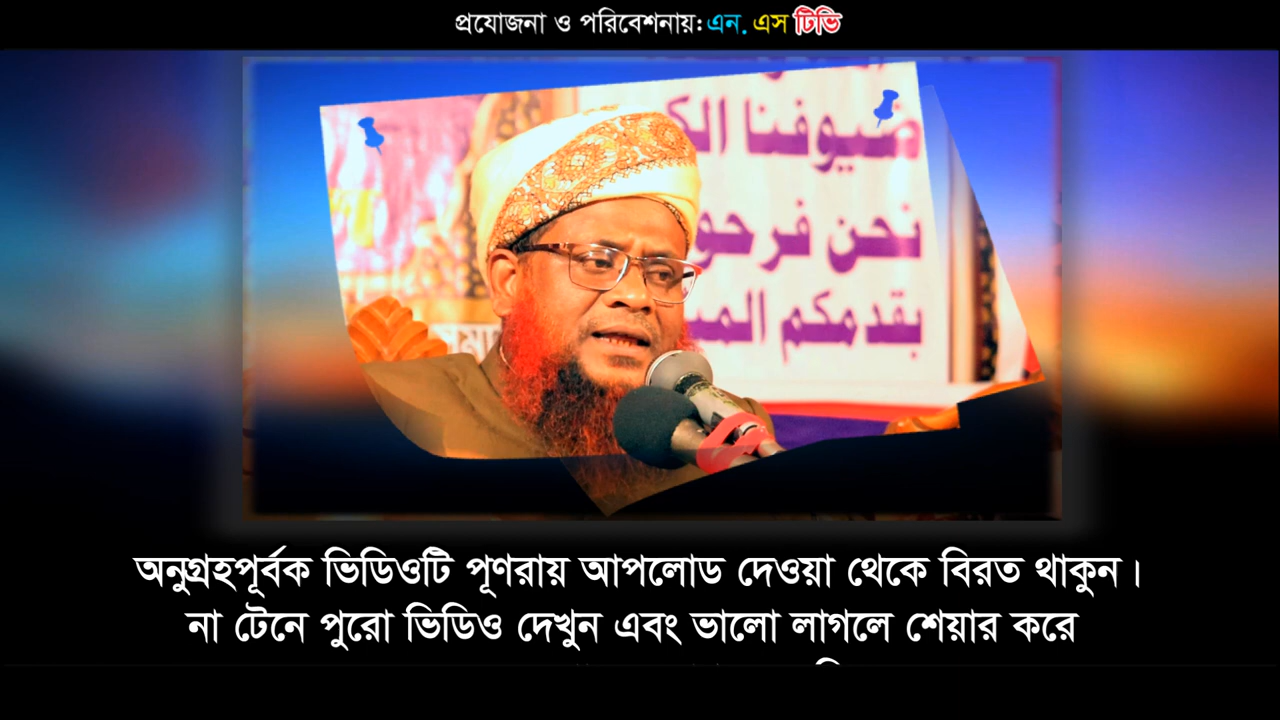 প্রযোজনা ও পরিবেশনায়: এন. এস টিভি
ضيوفنا
نحن
بقدمكم
অনুগ্রহপূর্বক ভিডিওটি পূণরায় আপলোড দেওয়া থেকে বিরত থাকুন।
না টেনে পুরো ভিডিও দেখুন এবং ভালো লাগলে শেয়ার করে